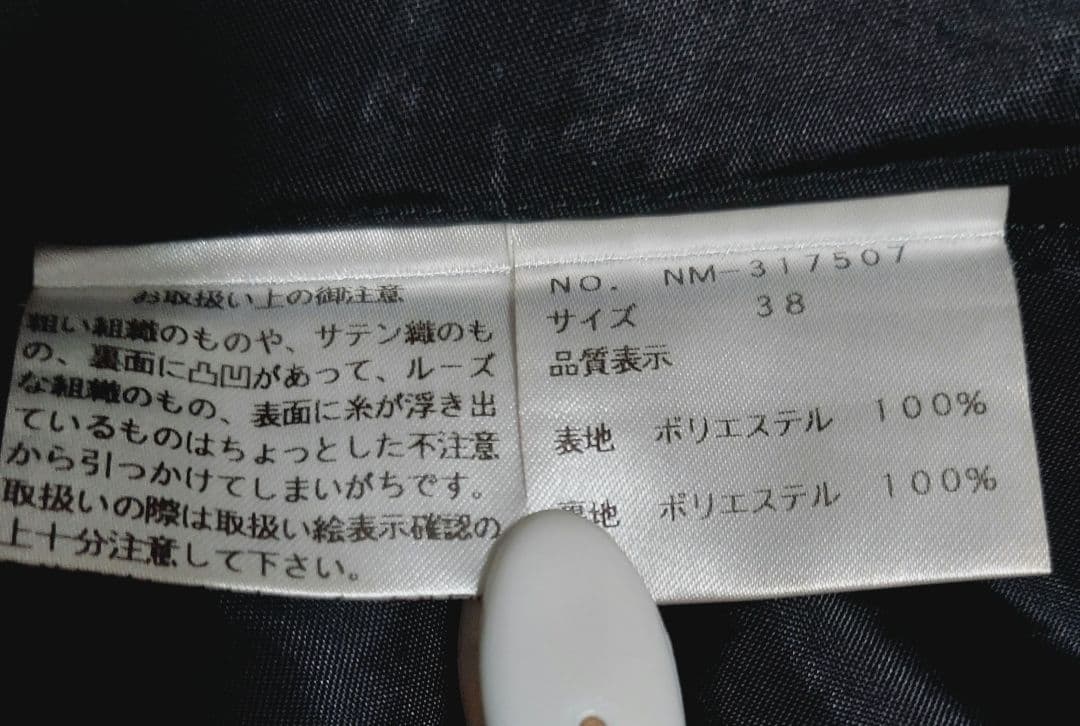 お取扱い上の御注意
粗い組織のものや、サテン織のも
の、裏面に凸凹があって、ルーズ
な組織のもの、表面に糸が浮き出
ているものはちょっとした不注意
から引っかけてしまいがちです。
取扱いの際は取扱い絵表示確認の
上十分注意して下さい。
NO. NM-317507
サイズ 38
品質表示
表地 ポリエステル 100%
裏地 ポリエステル 100%